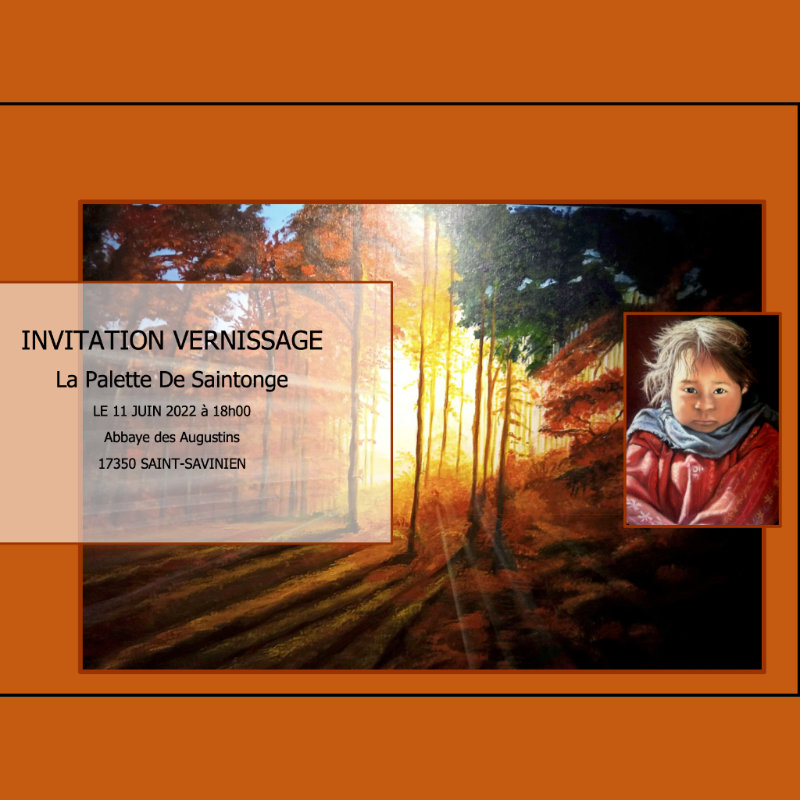 INVITATION VERNISSAGE
La Palette De Saintonge
LE 11 JUIN 2022 à 18h00
Abbaye des Augustins
17350 SAINT-SAVINIEN